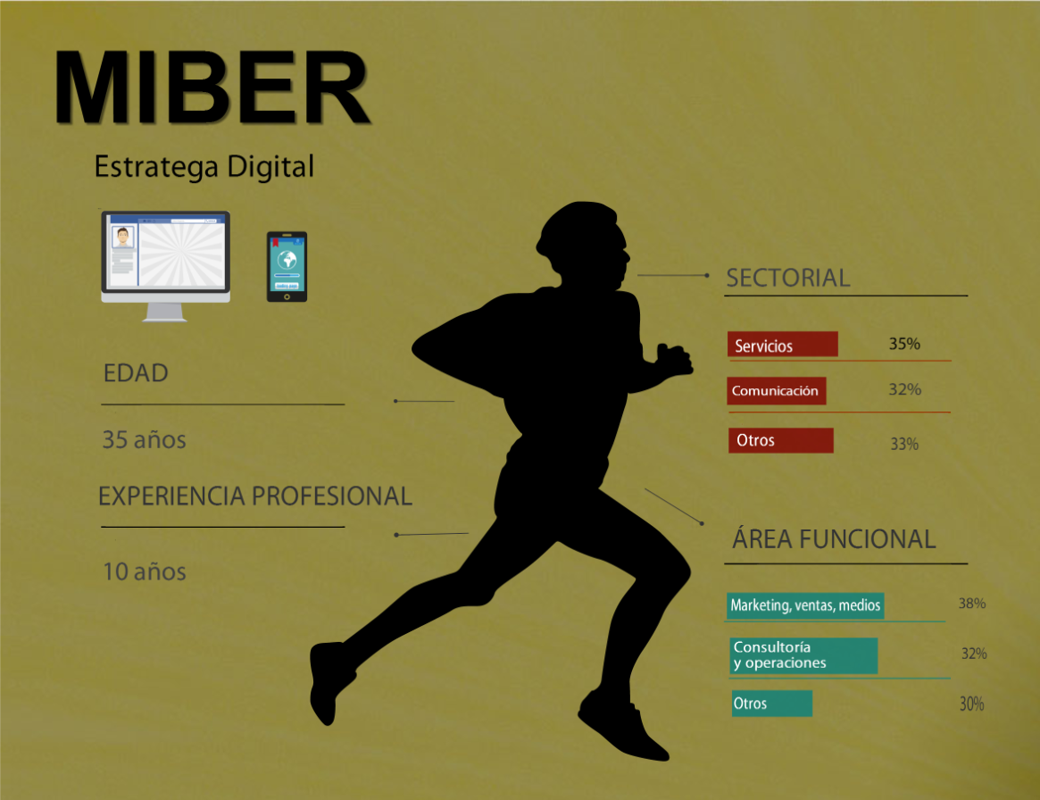 MIBER
Estratega Digital
EDAD
35 años
EXPERIENCIA PROFESIONAL
10 años
SECTORIAL
Servicios 35%
Comunicación 32%
Otros 33%
ÁREA FUNCIONAL
Marketing, ventas, medios 38%
Consultoría
y operaciones 32%
Otros 30%